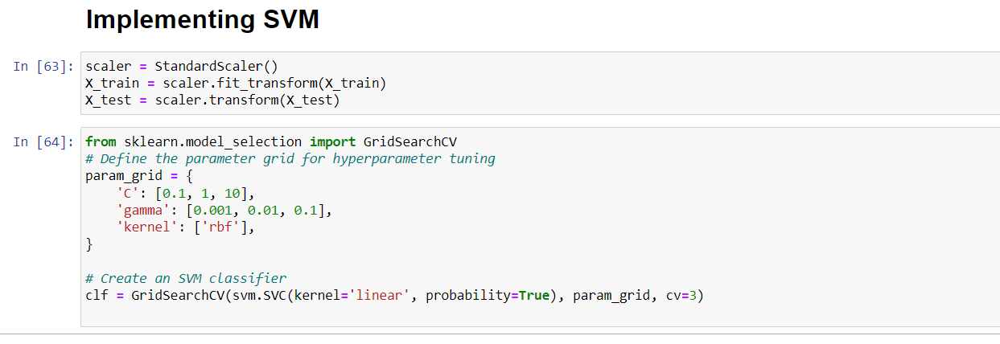 Implementing SVM
In [63]: scaler = StandardScaler()
X_train = scaler.fit_transform(X_train)
X_test = scaler.transform(X_test)
In [64]: from sklearn.model_selection import GridSearchCV
# Define the parameter grid for hyperparameter tuning
param_grid = {
    'C': [0.1, 1, 10],
    'gamma': [0.001, 0.01, 0.1],
    'kernel': ['rbf'],
}
# Create an SVM classifier
clf = GridSearchCV(svm.SVC(kernel='linear', probability=True), param_grid, cv=3)